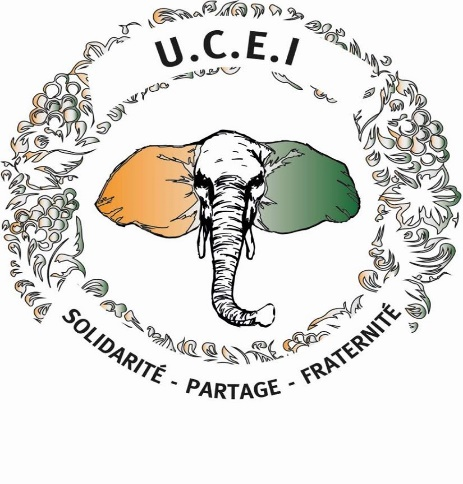 U.C.E.I
SOLIDARITÉ - PARTAGE - FRATERNITÉ